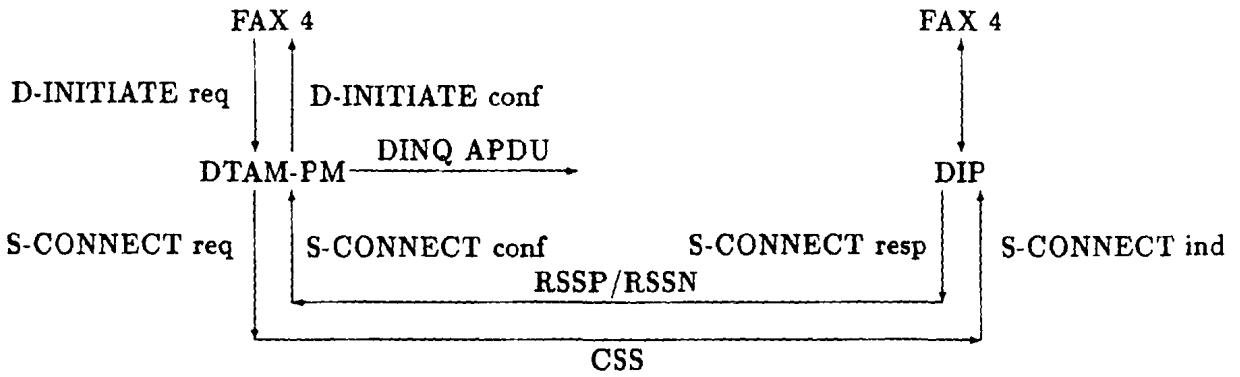 FAX 4 FAX 4
D-INITIATE req D-INITIATE conf
DINQ APDU
DTAM-PM DIP
S-CONNECT req S-CONNECT conf S-CONNECT resp S-CONNECT ind
RSSP/RSSN
CSS